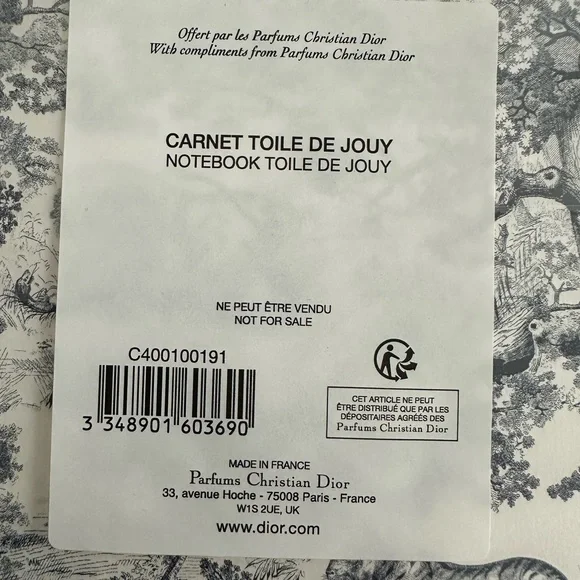 Offert par les Parfums Christian Dior
With compliments from Parfums Christian Dior
CARNET TOILE DE JOUY
NOTEBOOK TOILE DE JOUY
NE PEUT ÊTRE VENDU
NOT FOR SALE
C400100191
3 348901 603690
CET ARTICLE NE PEUT
ÊTRE DISTRIBUÉ QUE PAR LES
DÉPOSITAIRES AGRÉÉS DES
Parfums Christian Dior
MADE IN FRANCE
Parfums Christian Dior
33, avenue Hoche - 75008 Paris - France
W1S 2UE, UK
www.dior.com